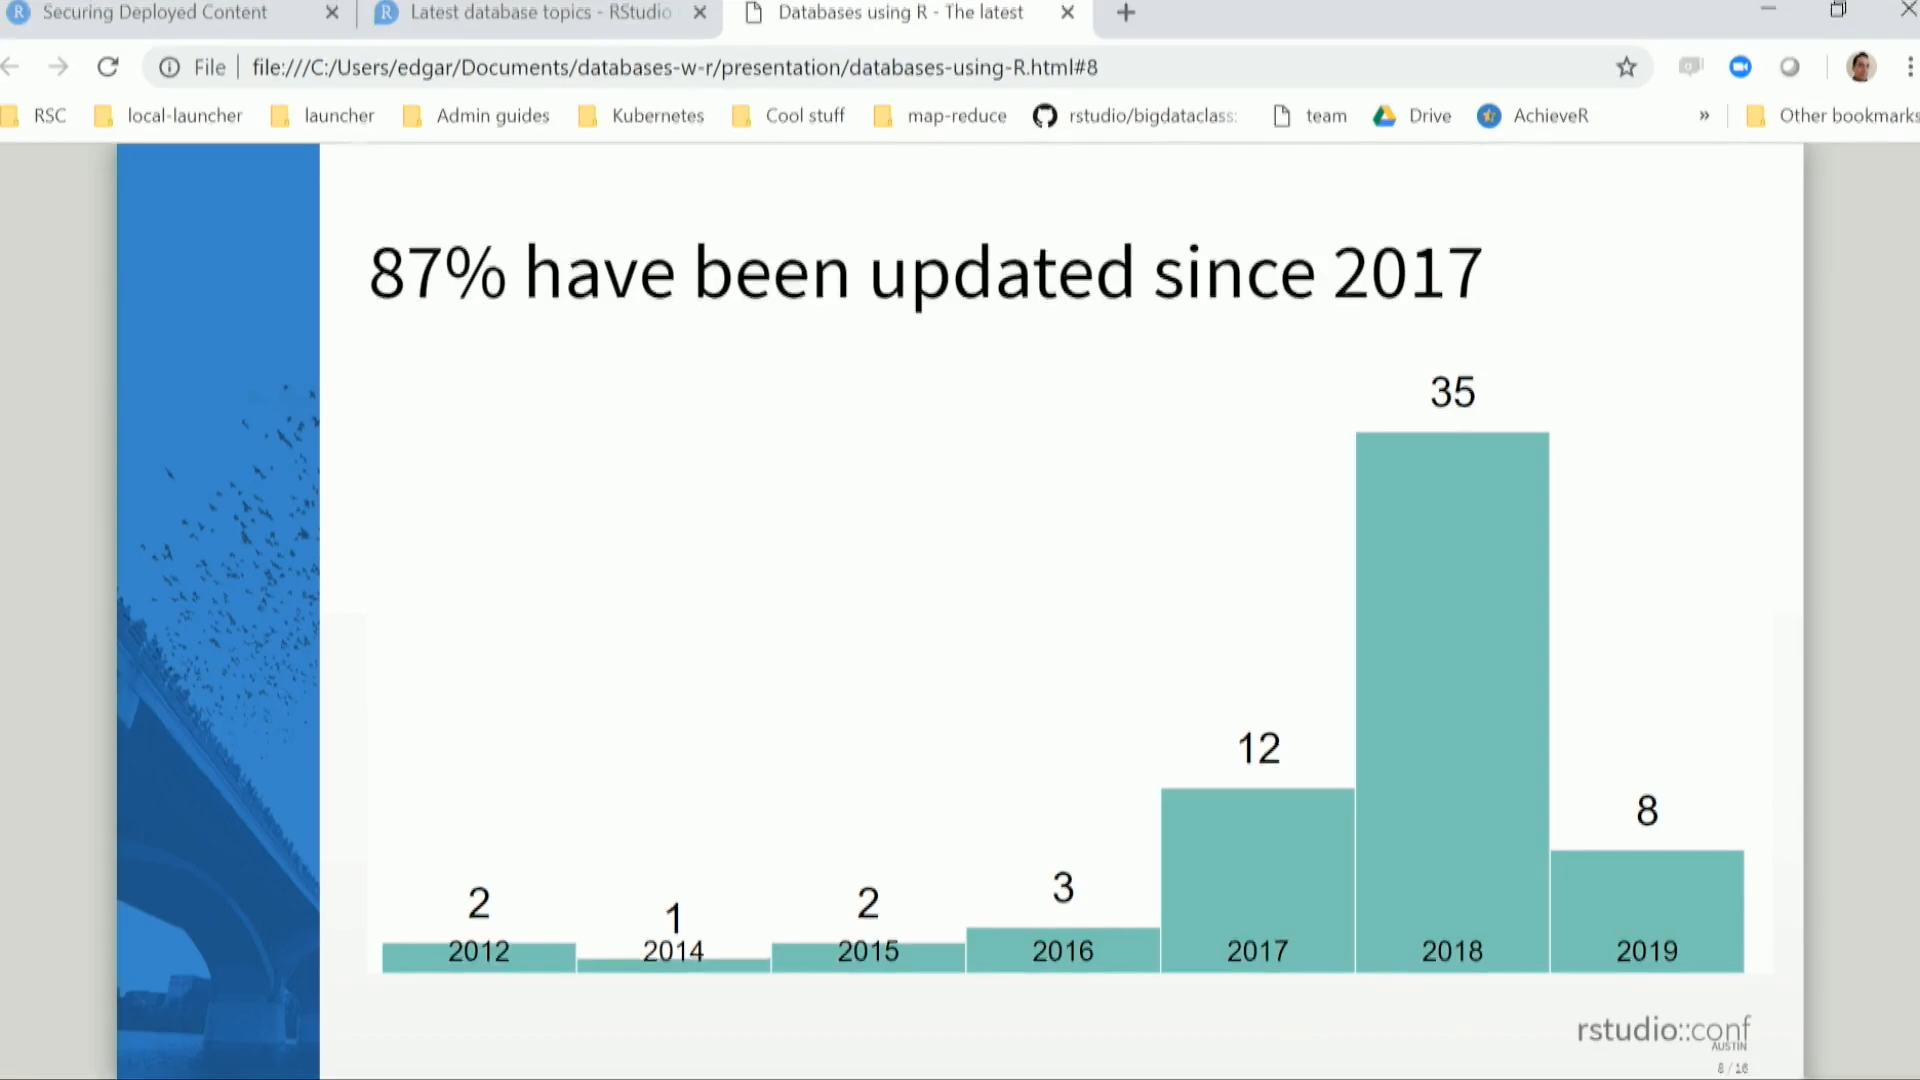 Securing Deployed Content
Latest database topics - RStudio
Databases using R - The latest
File
file:///C:/Users/edgar/Documents/databases-w-r/presentation/databases-using-R.html#8
RSC
local-launcher
launcher
Admin guides
Kubernetes
Cool stuff
map-reduce
rstudio/bigdataclass:
team
Drive
AchieveR
»
Other bookmarks
87% have been updated since 2017
35
12
8
3
2
1
2
2012
2014
2015
2016
2017
2018
2019
rstudio::conf
AUSTIN
8 / 16